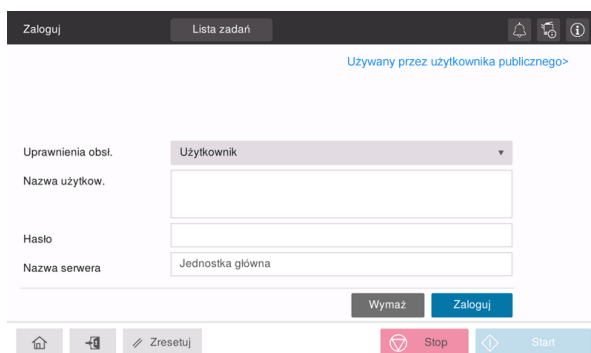 Zaloguj
Lista zadań
Używany przez użytkownika publicznego>
Uprawnienia obsł.
Użytkownik
Nazwa użytkow.
Hasło
Nazwa serwera
Jednostka główna
Wymaż
Zaloguj
Zresetuj
Stop
Start